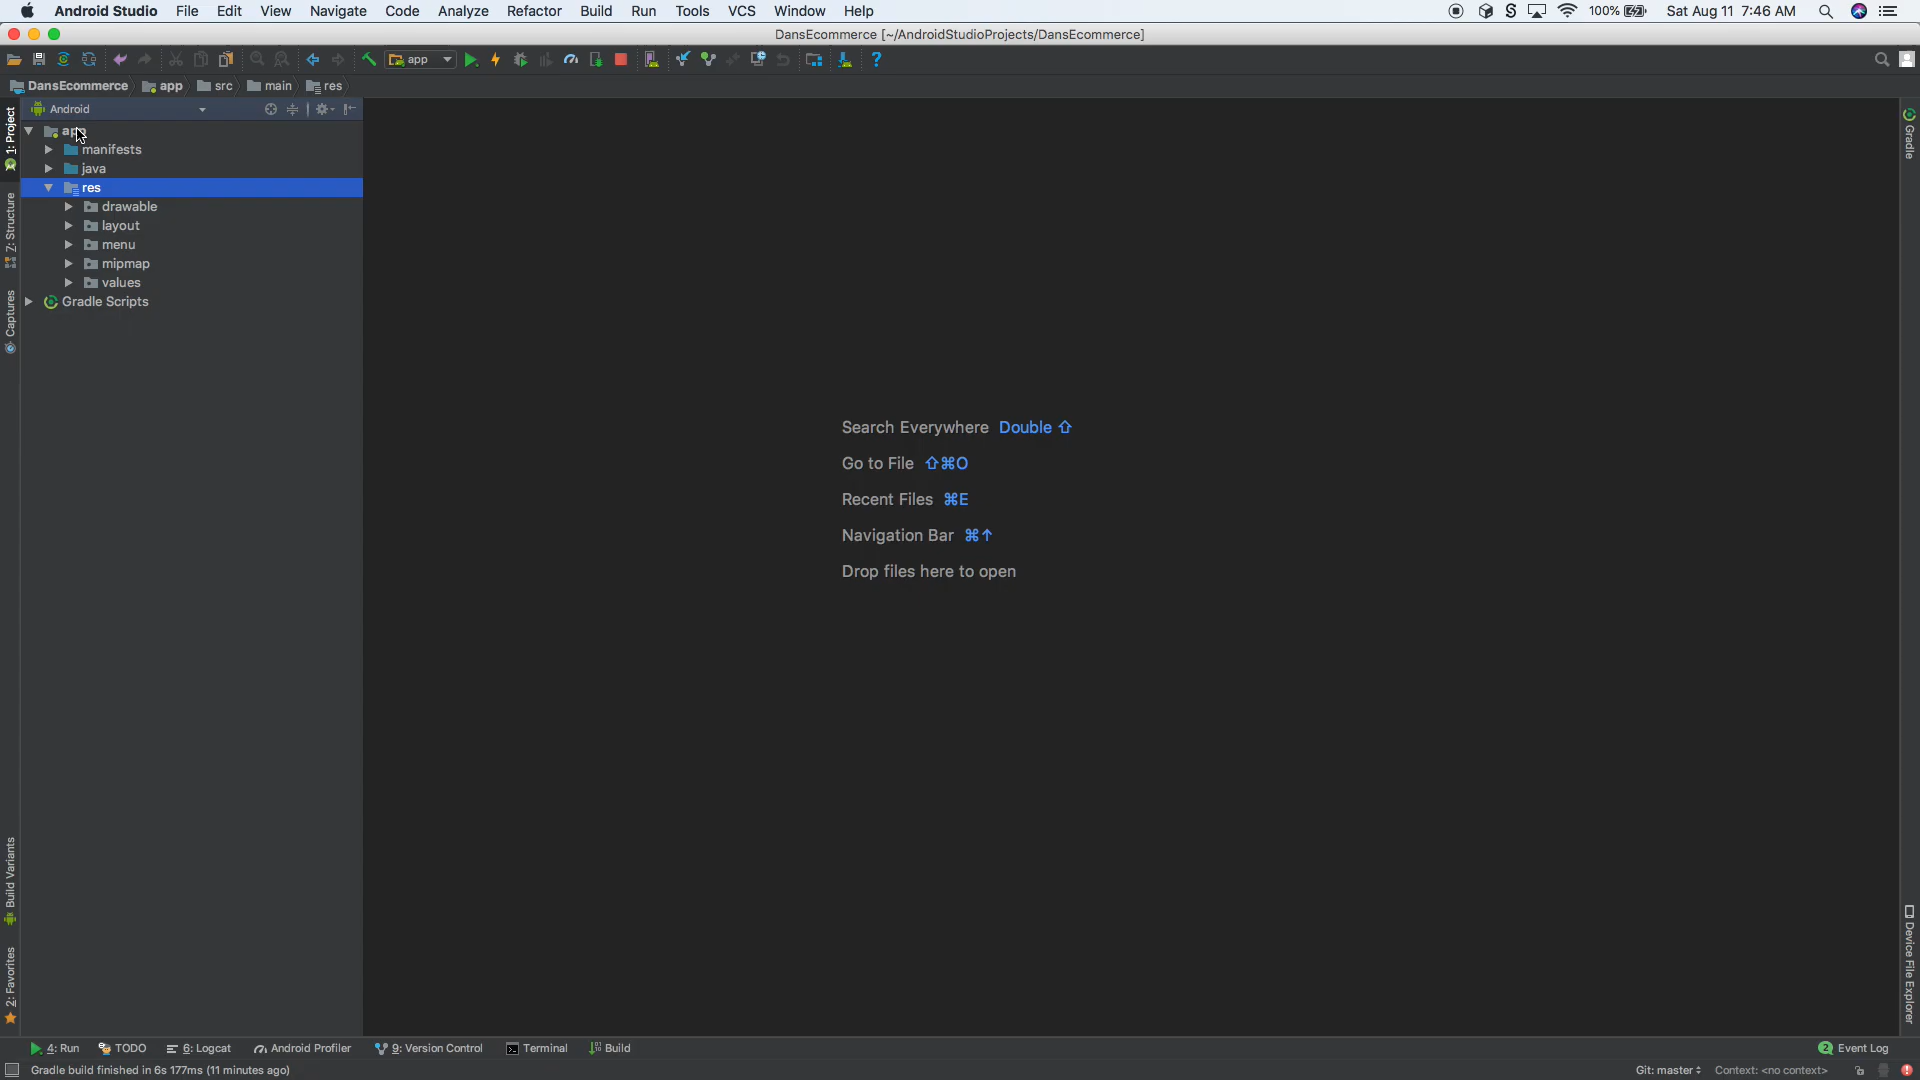 Android Studio File Edit View Navigate Code Analyze Refactor Build Run Tools VCS Window Help S 100% Sat Aug 11 7:46 AM
DansEcommerce [~/AndroidStudioProjects/DansEcommerce]
app
DansEcommerce app src main res
Android
1: Project
app
manifests
java
res
drawable
layout
menu
mipmap
values
Gradle Scripts
Z: Structure
Captures
Build Variants
2: Favorites
Search Everywhere Double ⇧
Go to File ⇧⌘O
Recent Files ⌘E
Navigation Bar ⌘↑
Drop files here to open
Gradle
Device File Explorer
4: Run TODO 6: Logcat Android Profiler 9: Version Control Terminal Build 2 Event Log
Gradle build finished in 6s 177ms (11 minutes ago) Git: master Context: <no context>